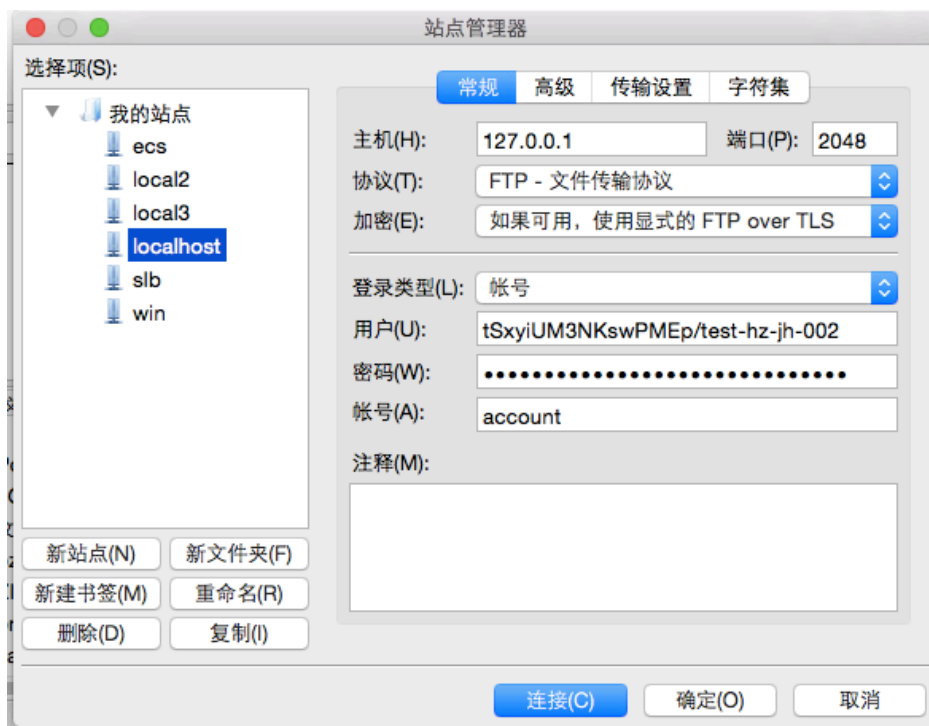 站点管理器
选择项(S):
我的站点
ecs
local2
local3
localhost
slb
win
新站点(N) 新文件夹(F)
新建书签(M) 重命名(R)
删除(D) 复制(I)
常规 高级 传输设置 字符集
主机(H): 127.0.0.1 端口(P): 2048
协议(T): FTP - 文件传输协议
加密(E): 如果可用，使用显式的 FTP over TLS
登录类型(L): 帐号
用户(U): tSxyiUM3NKswPMEp/test-hz-jh-002
密码(W): •••••••••••••••••••••••••••••••
帐号(A): account
注释(M):
连接(C) 确定(O) 取消